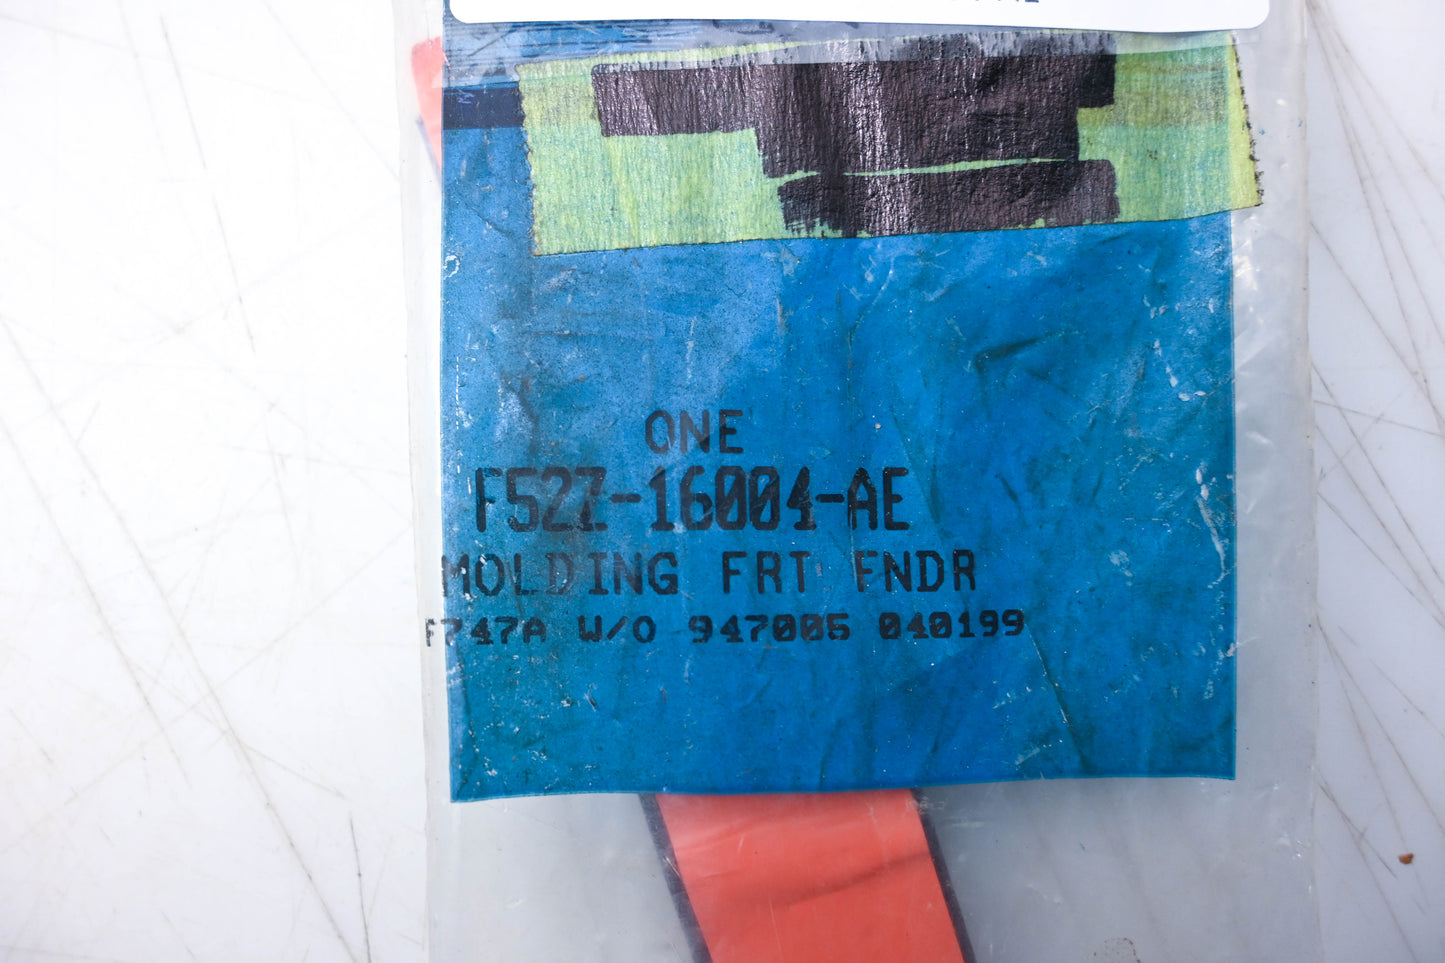 ONE
F52Z-16004-AE
MOLDING FRT FNDR
F747A W/O 947005 040199